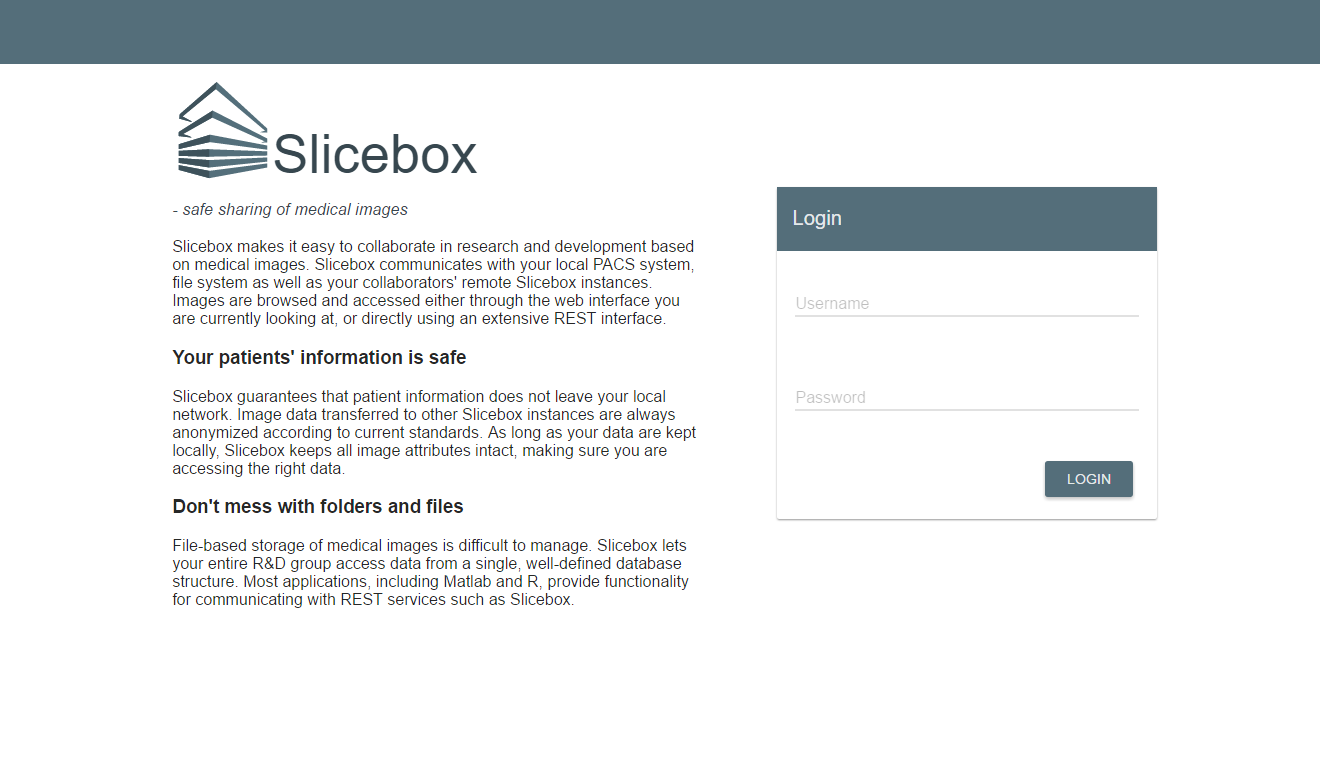 Slicebox
- safe sharing of medical images
Slicebox makes it easy to collaborate in research and development based
on medical images. Slicebox communicates with your local PACS system,
file system as well as your collaborators' remote Slicebox instances.
Images are browsed and accessed either through the web interface you
are currently looking at, or directly using an extensive REST interface.
Your patients' information is safe
Slicebox guarantees that patient information does not leave your local
network. Image data transferred to other Slicebox instances are always
anonymized according to current standards. As long as your data are kept
locally, Slicebox keeps all image attributes intact, making sure you are
accessing the right data.
Don't mess with folders and files
File-based storage of medical images is difficult to manage. Slicebox lets
your entire R&D group access data from a single, well-defined database
structure. Most applications, including Matlab and R, provide functionality
for communicating with REST services such as Slicebox.
Login
Username
Password
LOGIN